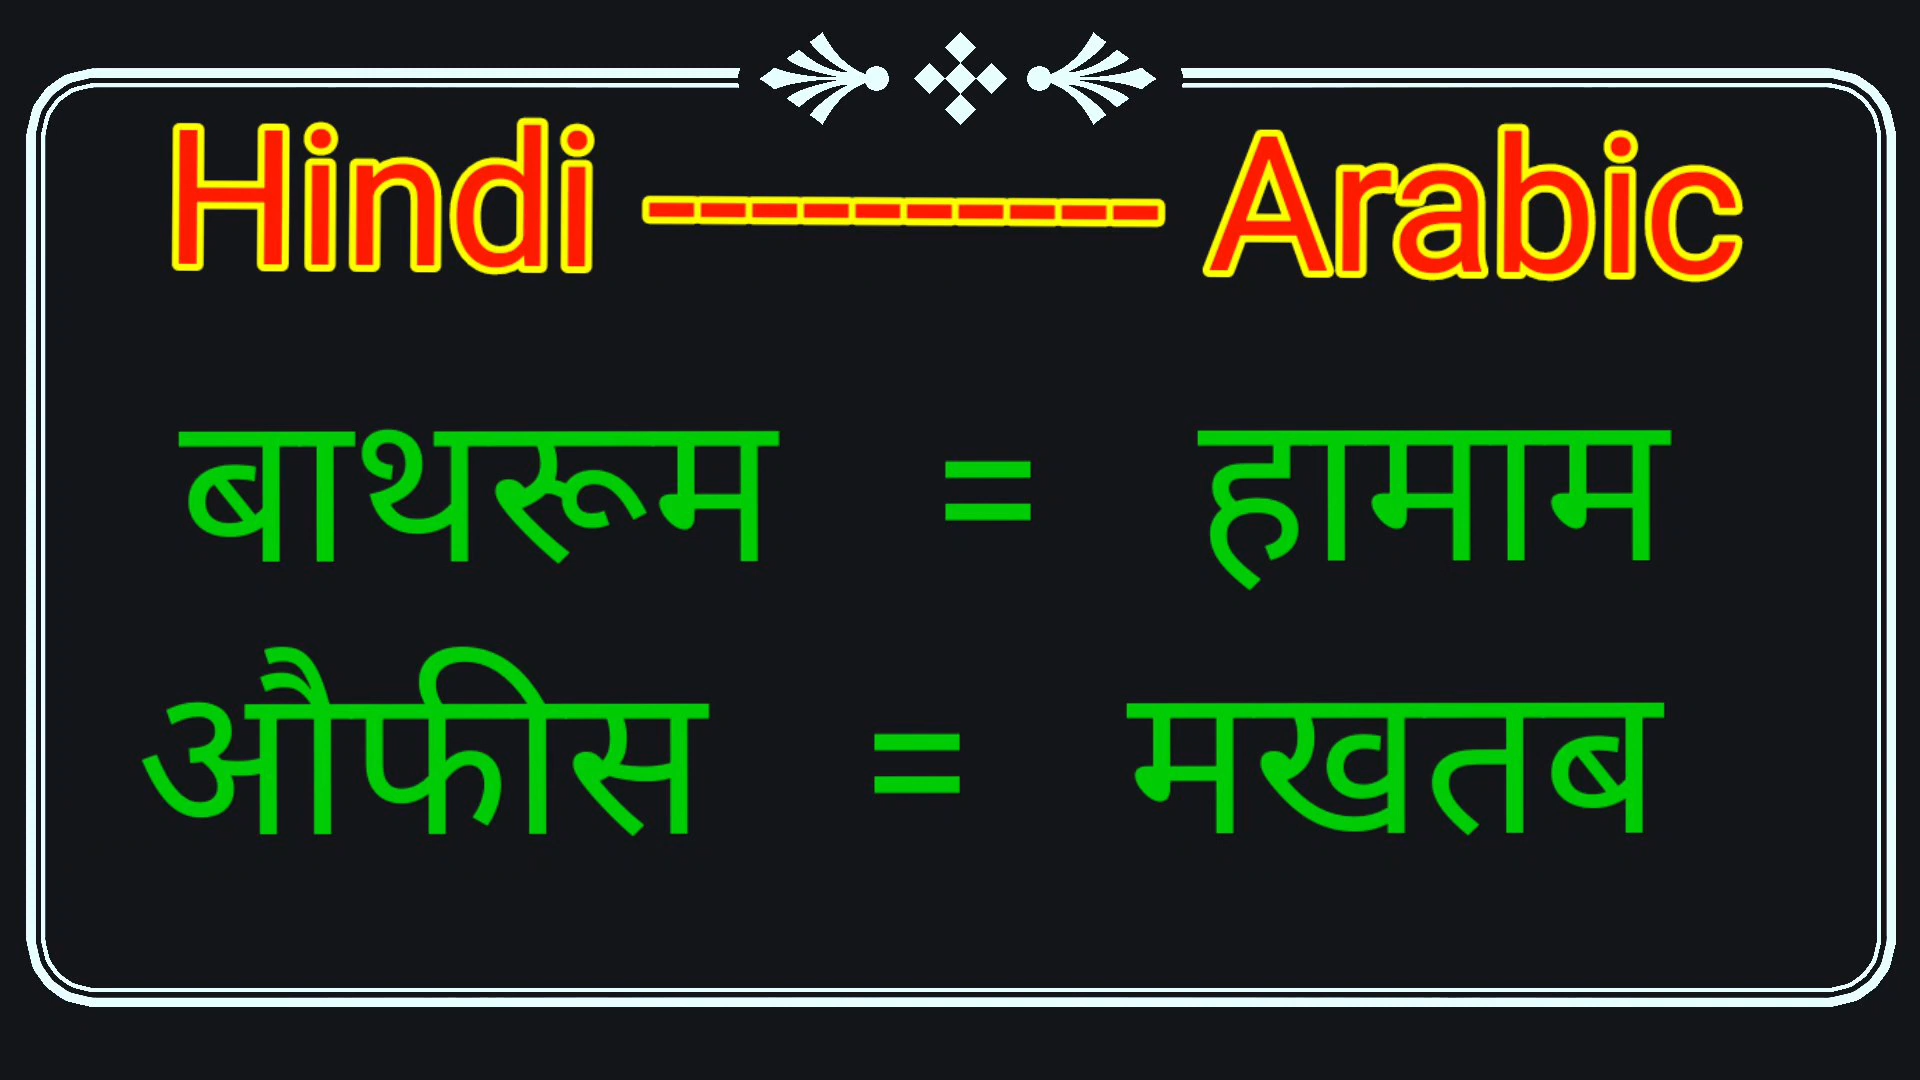 Hindi ---------- Arabic
बाथरूम = हामाम
औफीस = मखतब